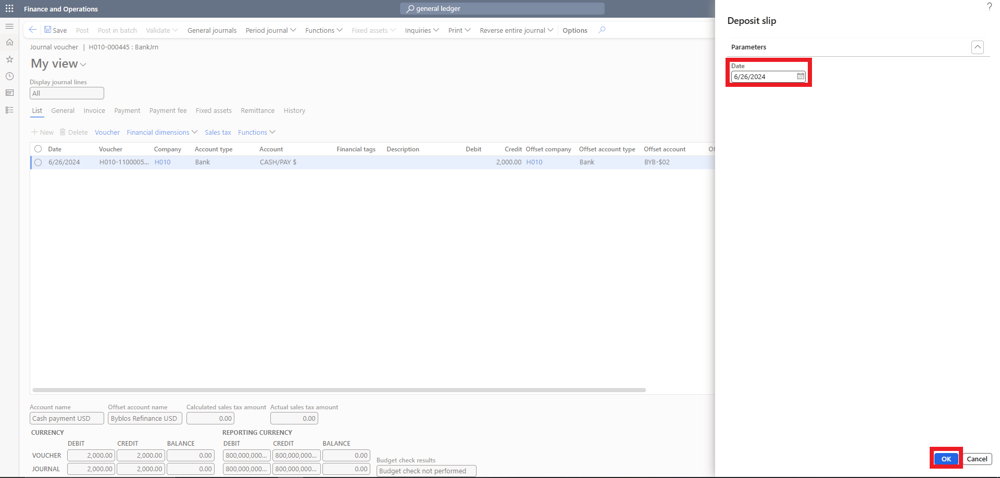 Finance and Operations
general ledger
?
Save Post Post in batch Validate General journals Period journal Functions Fixed assets Inquiries Print Reverse entire journal Options
Journal voucher | H010-000445 : BankJrn
My view
Display journal lines
All
List General Invoice Payment Payment fee Fixed assets Remittance History
New Delete Voucher Financial dimensions Sales tax Functions
Date Voucher Company Account type Account Financial tags Description Debit Credit Offset company Offset account type Offset account
6/26/2024 H010-1100005... H010 Bank CASH/PAY $ 2,000.00 H010 Bank BYB-$02
Account name Offset account name Calculated sales tax amount Actual sales tax amount
Cash payment USD Byblos Refinance USD 0.00 0.00
CURRENCY REPORTING CURRENCY
DEBIT CREDIT BALANCE DEBIT CREDIT BALANCE
VOUCHER 2,000.00 2,000.00 0.00 800,000,000... 800,000,000... 0.00
JOURNAL 2,000.00 2,000.00 0.00 800,000,000... 800,000,000... 0.00
Budget check results
Budget check not performed
Deposit slip
Parameters
Date
6/26/2024
OK Cancel